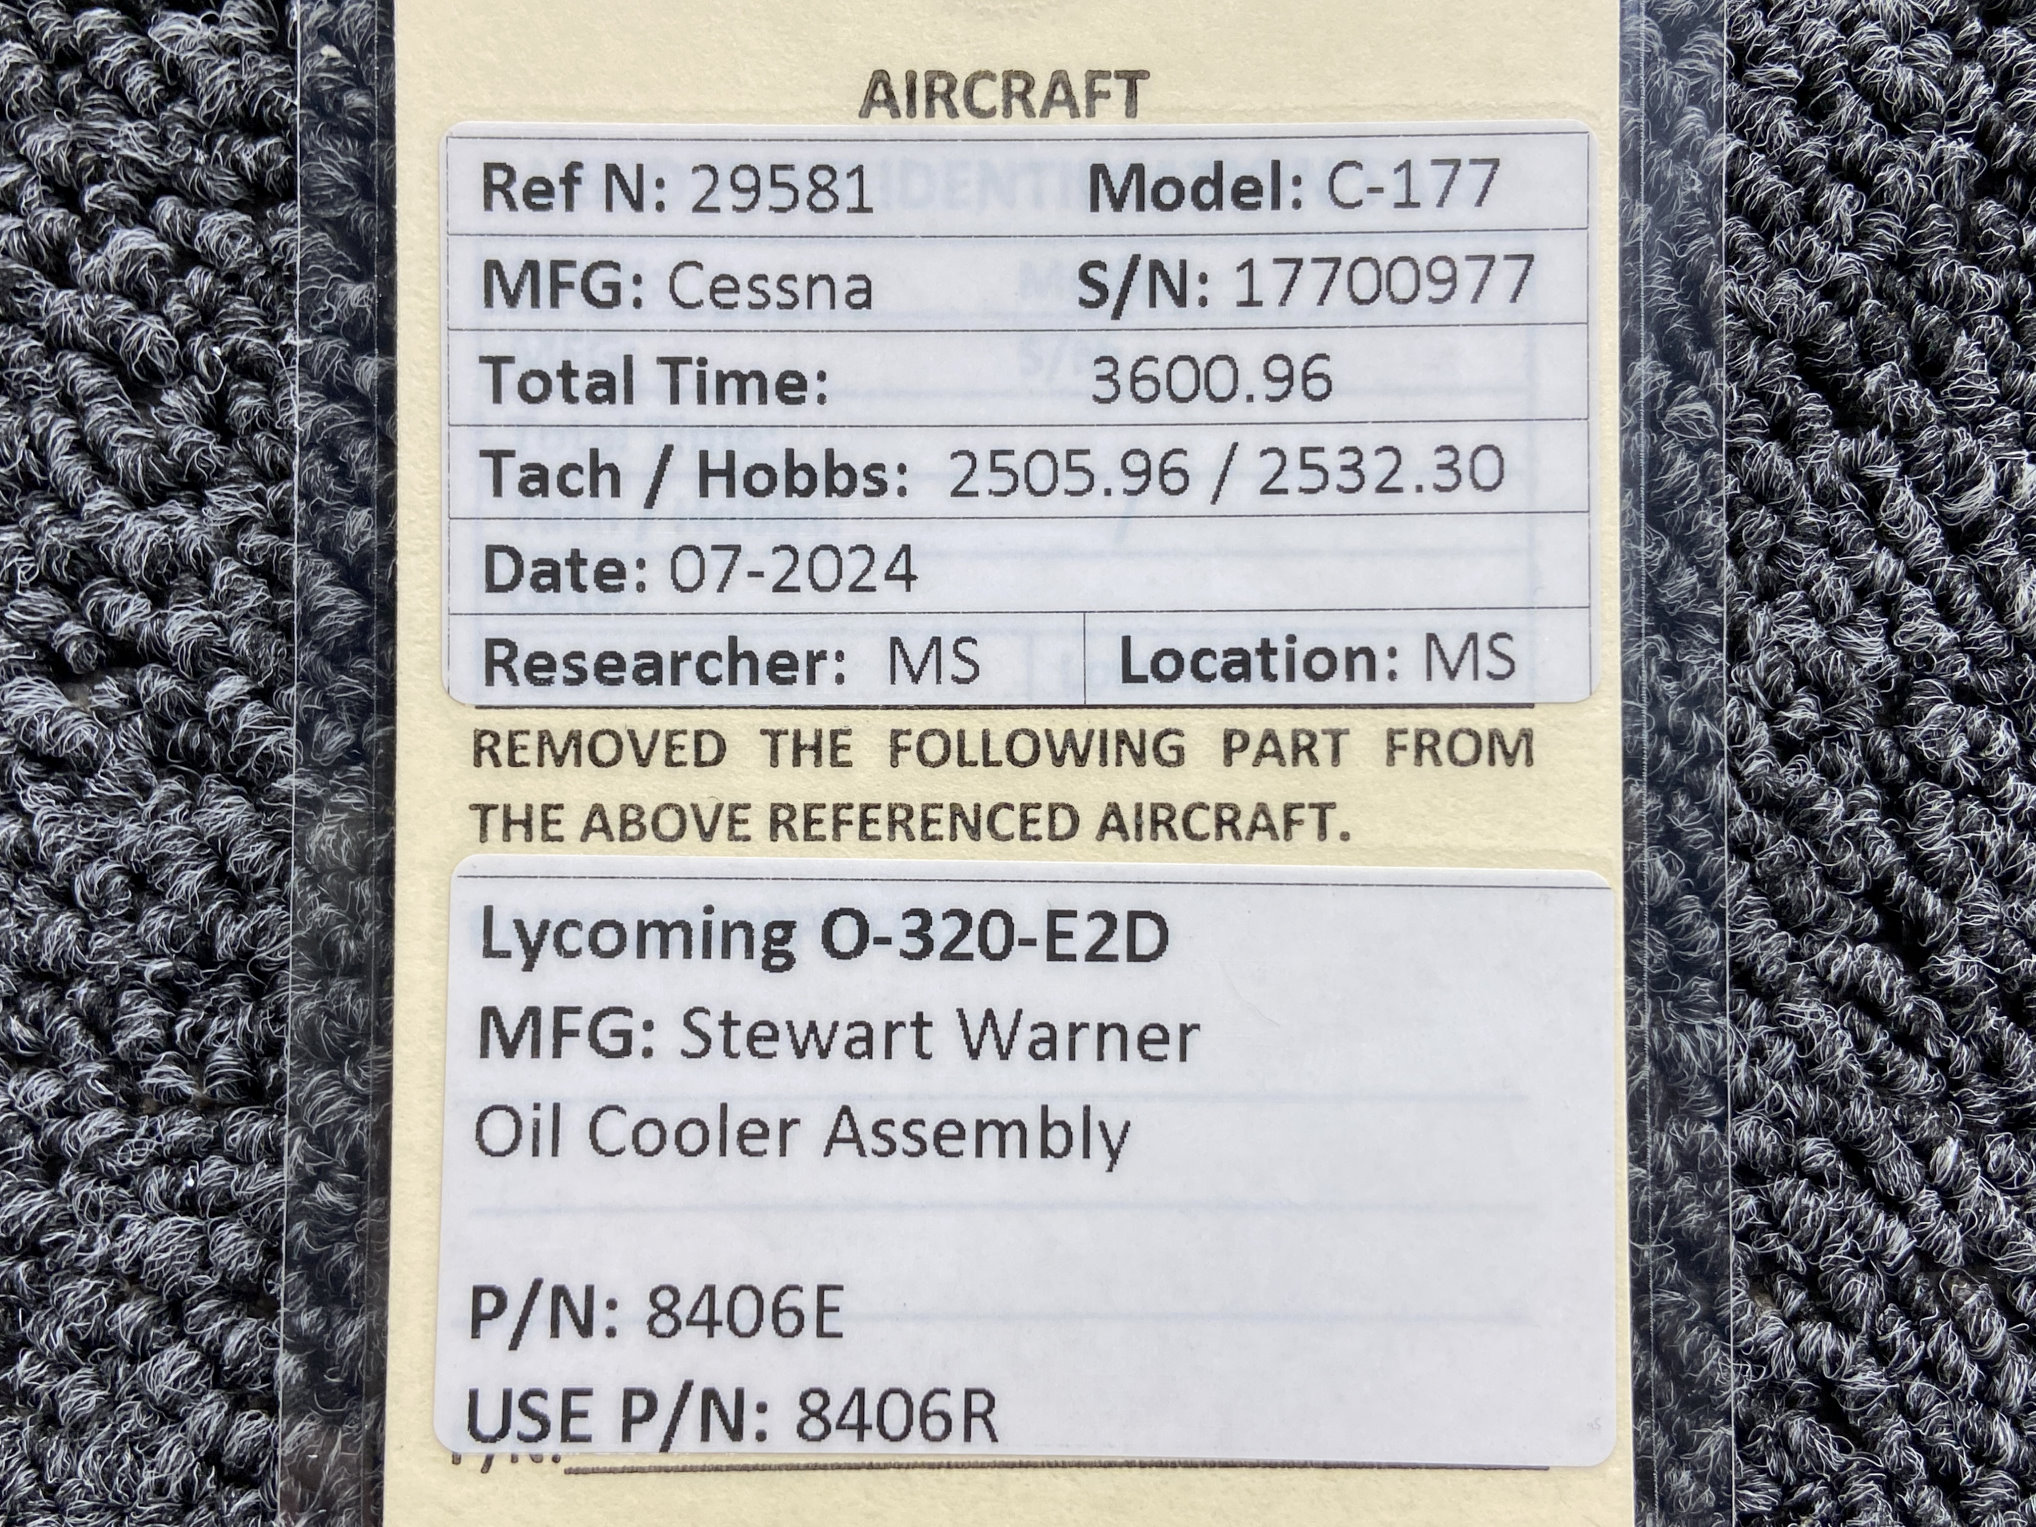 AIRCRAFT
Ref N: 29581 Model: C-177
MFG: Cessna S/N: 17700977
Total Time: 3600.96
Tach / Hobbs: 2505.96 / 2532.30
Date: 07-2024
Researcher: MS Location: MS
REMOVED THE FOLLOWING PART FROM
THE ABOVE REFERENCED AIRCRAFT.
Lycoming O-320-E2D
MFG: Stewart Warner
Oil Cooler Assembly
P/N: 8406E
USE P/N: 8406R
P/N: